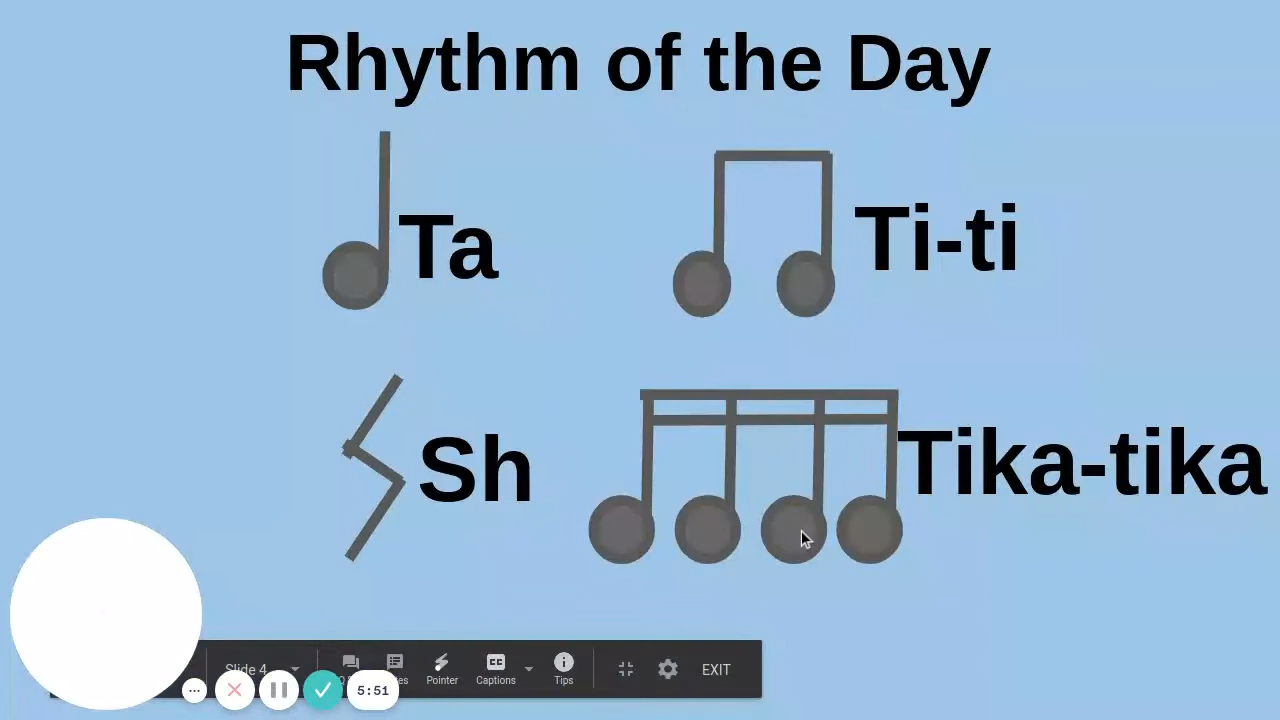 Rhythm of the Day
Ta
Ti-ti
Sh
Tika-tika
Slide 4
Pointer
Captions
Tips
EXIT
5:51